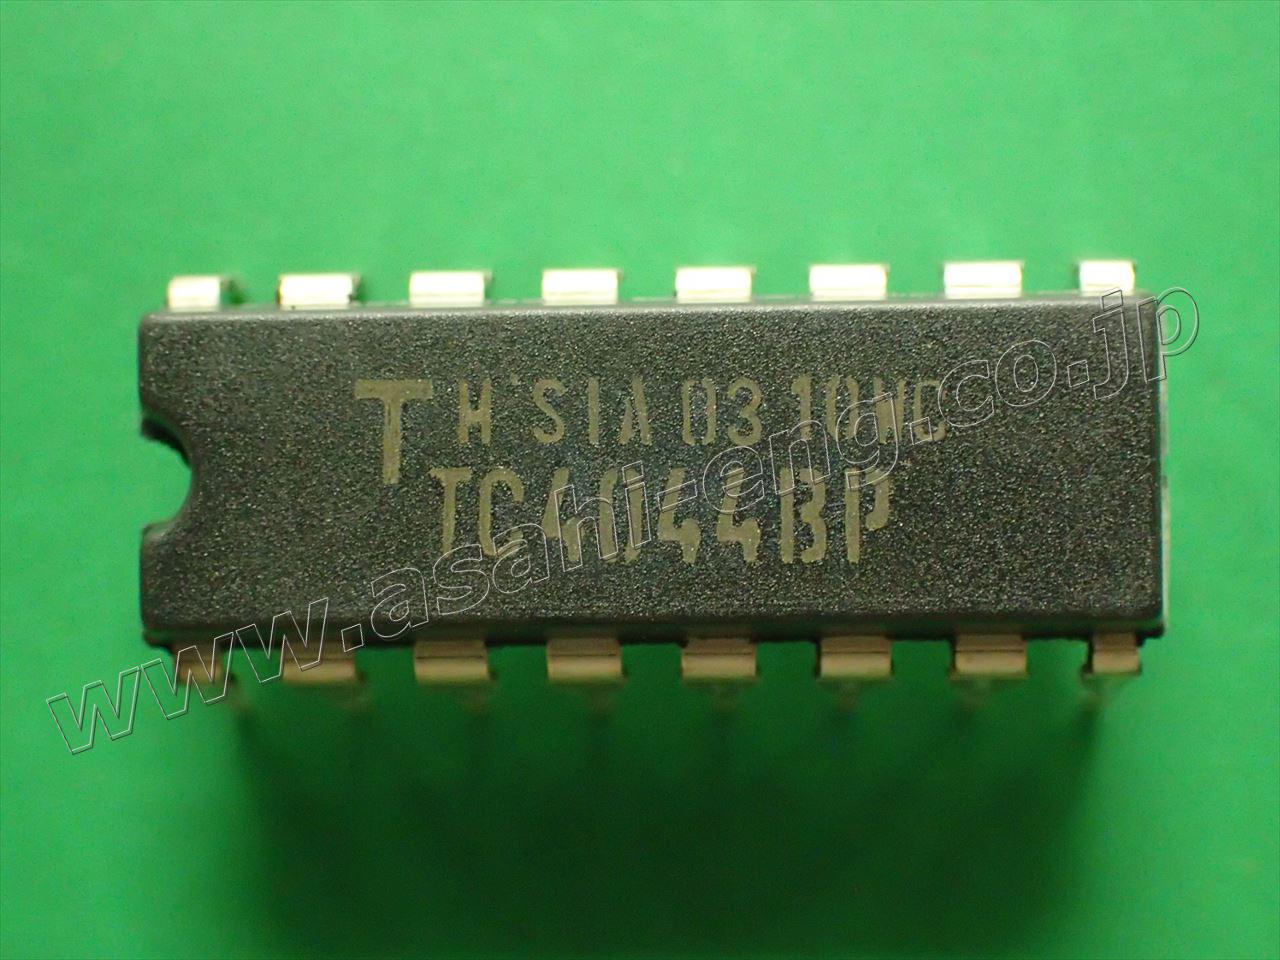 T H'SIA 0310HC
TC4044BP
www.asahi-eng.co.jp